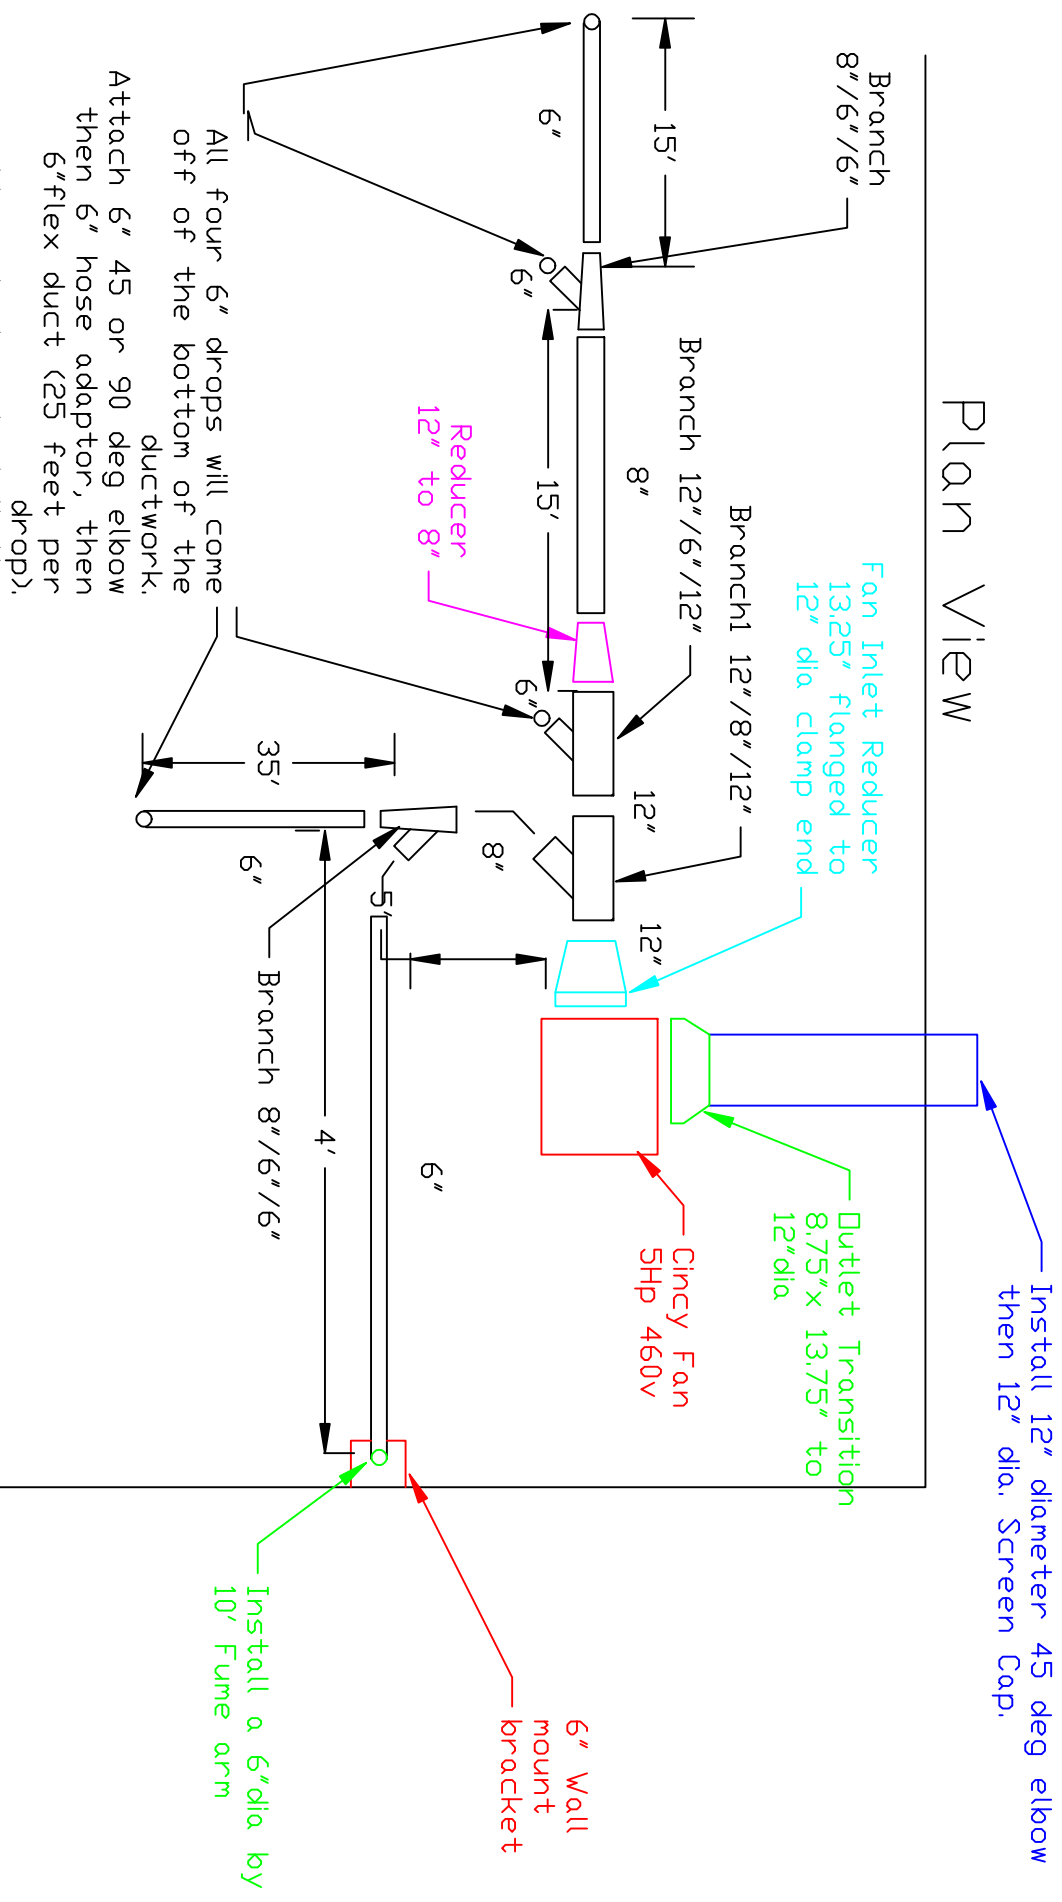 Plan View
Install 12" diameter 45 deg elbow
then 12" dia. Screen Cap.
Branch
8"/6"/6"
15'
6"
6"
Branch 12"/6"/12"
8"
15'
Branch1 12"/8"/12"
Fan Inlet Reducer
13.25" flanged to
12" dia clamp end
Reducer
12" to 8"
6"
12"
12"
8"
Outlet Transition
8.75"x 13.75" to
12"dia
Cincy Fan
5Hp 460v
35'
6"
5'
6"
4'
Branch 8"/6"/6"
6" Wall
mount
bracket
Install a 6"dia by
10' Fume arm
All four 6" drops will come
off of the bottom of the
ductwork.
Attach 6" 45 or 90 deg elbow
then 6" hose adaptor, then
6"flex duct (25 feet per
drop).